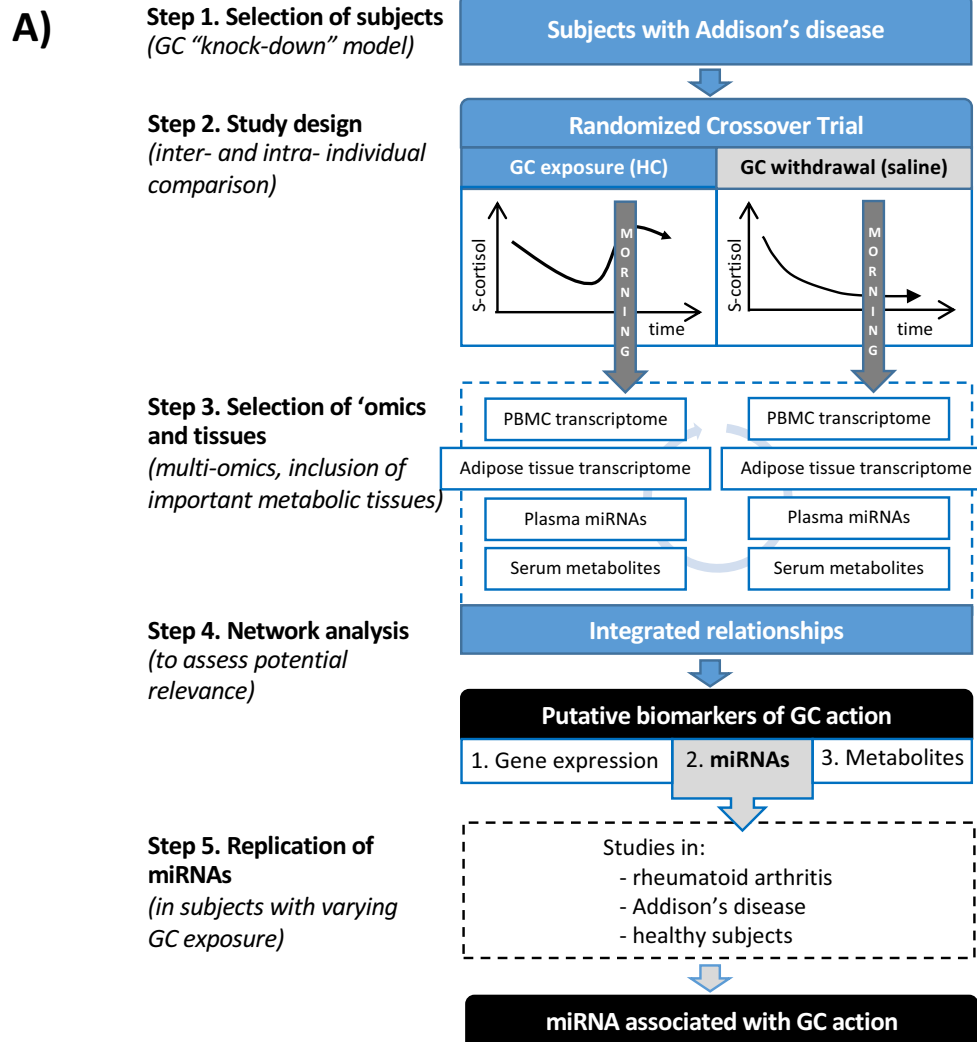 A)
Step 1. Selection of subjects
(GC “knock-down” model)
Subjects with Addison’s disease
Step 2. Study design
(inter- and intra- individual
comparison)
Randomized Crossover Trial
GC exposure (HC)
GC withdrawal (saline)
S-cortisol
time
MORNING
S-cortisol
time
MORNING
Step 3. Selection of ‘omics
and tissues
(multi-omics, inclusion of
important metabolic tissues)
PBMC transcriptome
Adipose tissue transcriptome
Plasma miRNAs
Serum metabolites
PBMC transcriptome
Adipose tissue transcriptome
Plasma miRNAs
Serum metabolites
Step 4. Network analysis
(to assess potential
relevance)
Integrated relationships
Putative biomarkers of GC action
1. Gene expression
2. miRNAs
3. Metabolites
Step 5. Replication of
miRNAs
(in subjects with varying
GC exposure)
Studies in:
- rheumatoid arthritis
- Addison’s disease
- healthy subjects
miRNA associated with GC action